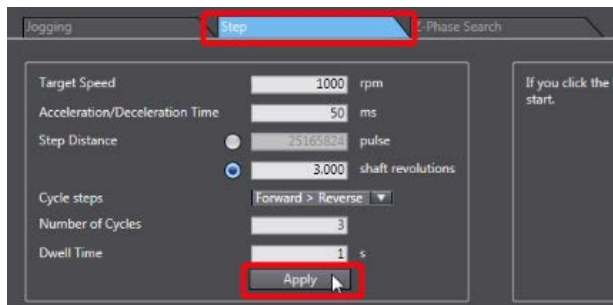 Jogging
Step
Z-Phase Search
Target Speed 1000 rpm
Acceleration/Deceleration Time 50 ms
Step Distance 25165824 pulse
3.000 shaft revolutions
Cycle steps Forward > Reverse
Number of Cycles 3
Dwell Time 1 s
Apply
If you click the
start.